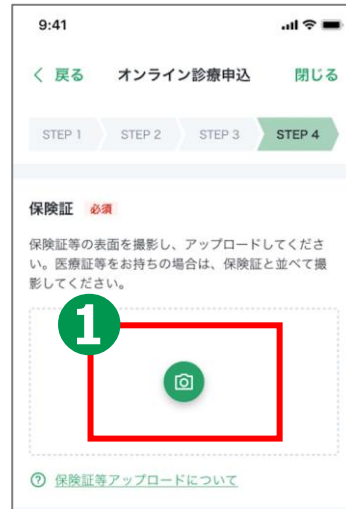 9:41
戻る オンライン診療申込 閉じる
STEP 1 STEP 2 STEP 3 STEP 4
保険証 必須
保険証等の表面を撮影し、アップロードしてくださ
い。医療証等をお持ちの場合は、保険証と並べて撮
影してください。
1
保険証等アップロードについて